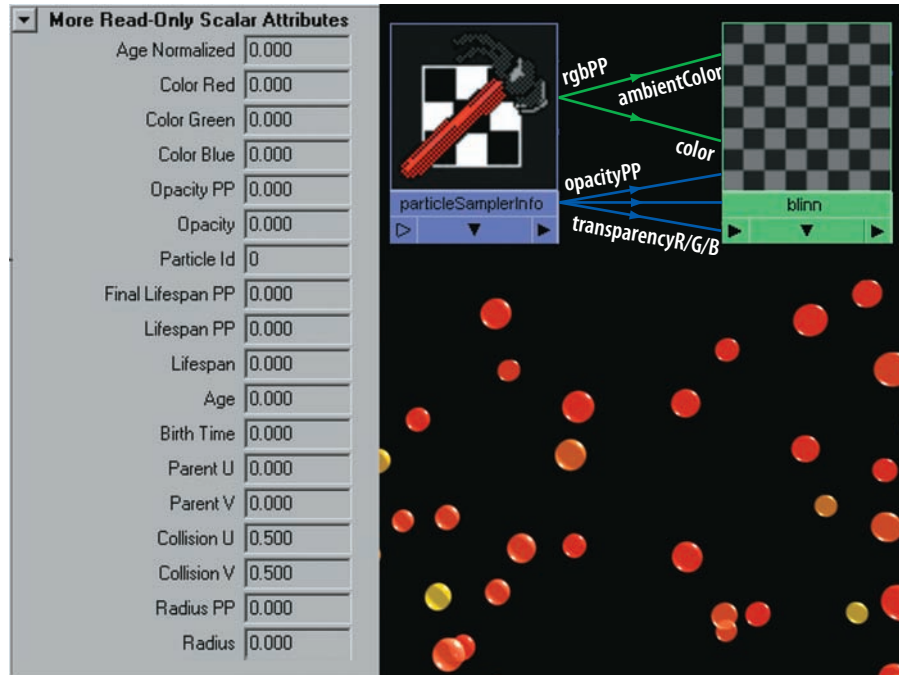 More Read-Only Scalar Attributes
Age Normalized 0.000
Color Red 0.000
Color Green 0.000
Color Blue 0.000
Opacity PP 0.000
Opacity 0.000
Particle Id 0
Final Lifespan PP 0.000
Lifespan PP 0.000
Lifespan 0.000
Age 0.000
Birth Time 0.000
Parent U 0.000
Parent V 0.000
Collision U 0.500
Collision V 0.500
Radius PP 0.000
Radius 0.000
rgbPP
ambientColor
color
opacityPP
transparencyR/G/B
particleSamplerInfo
blinn